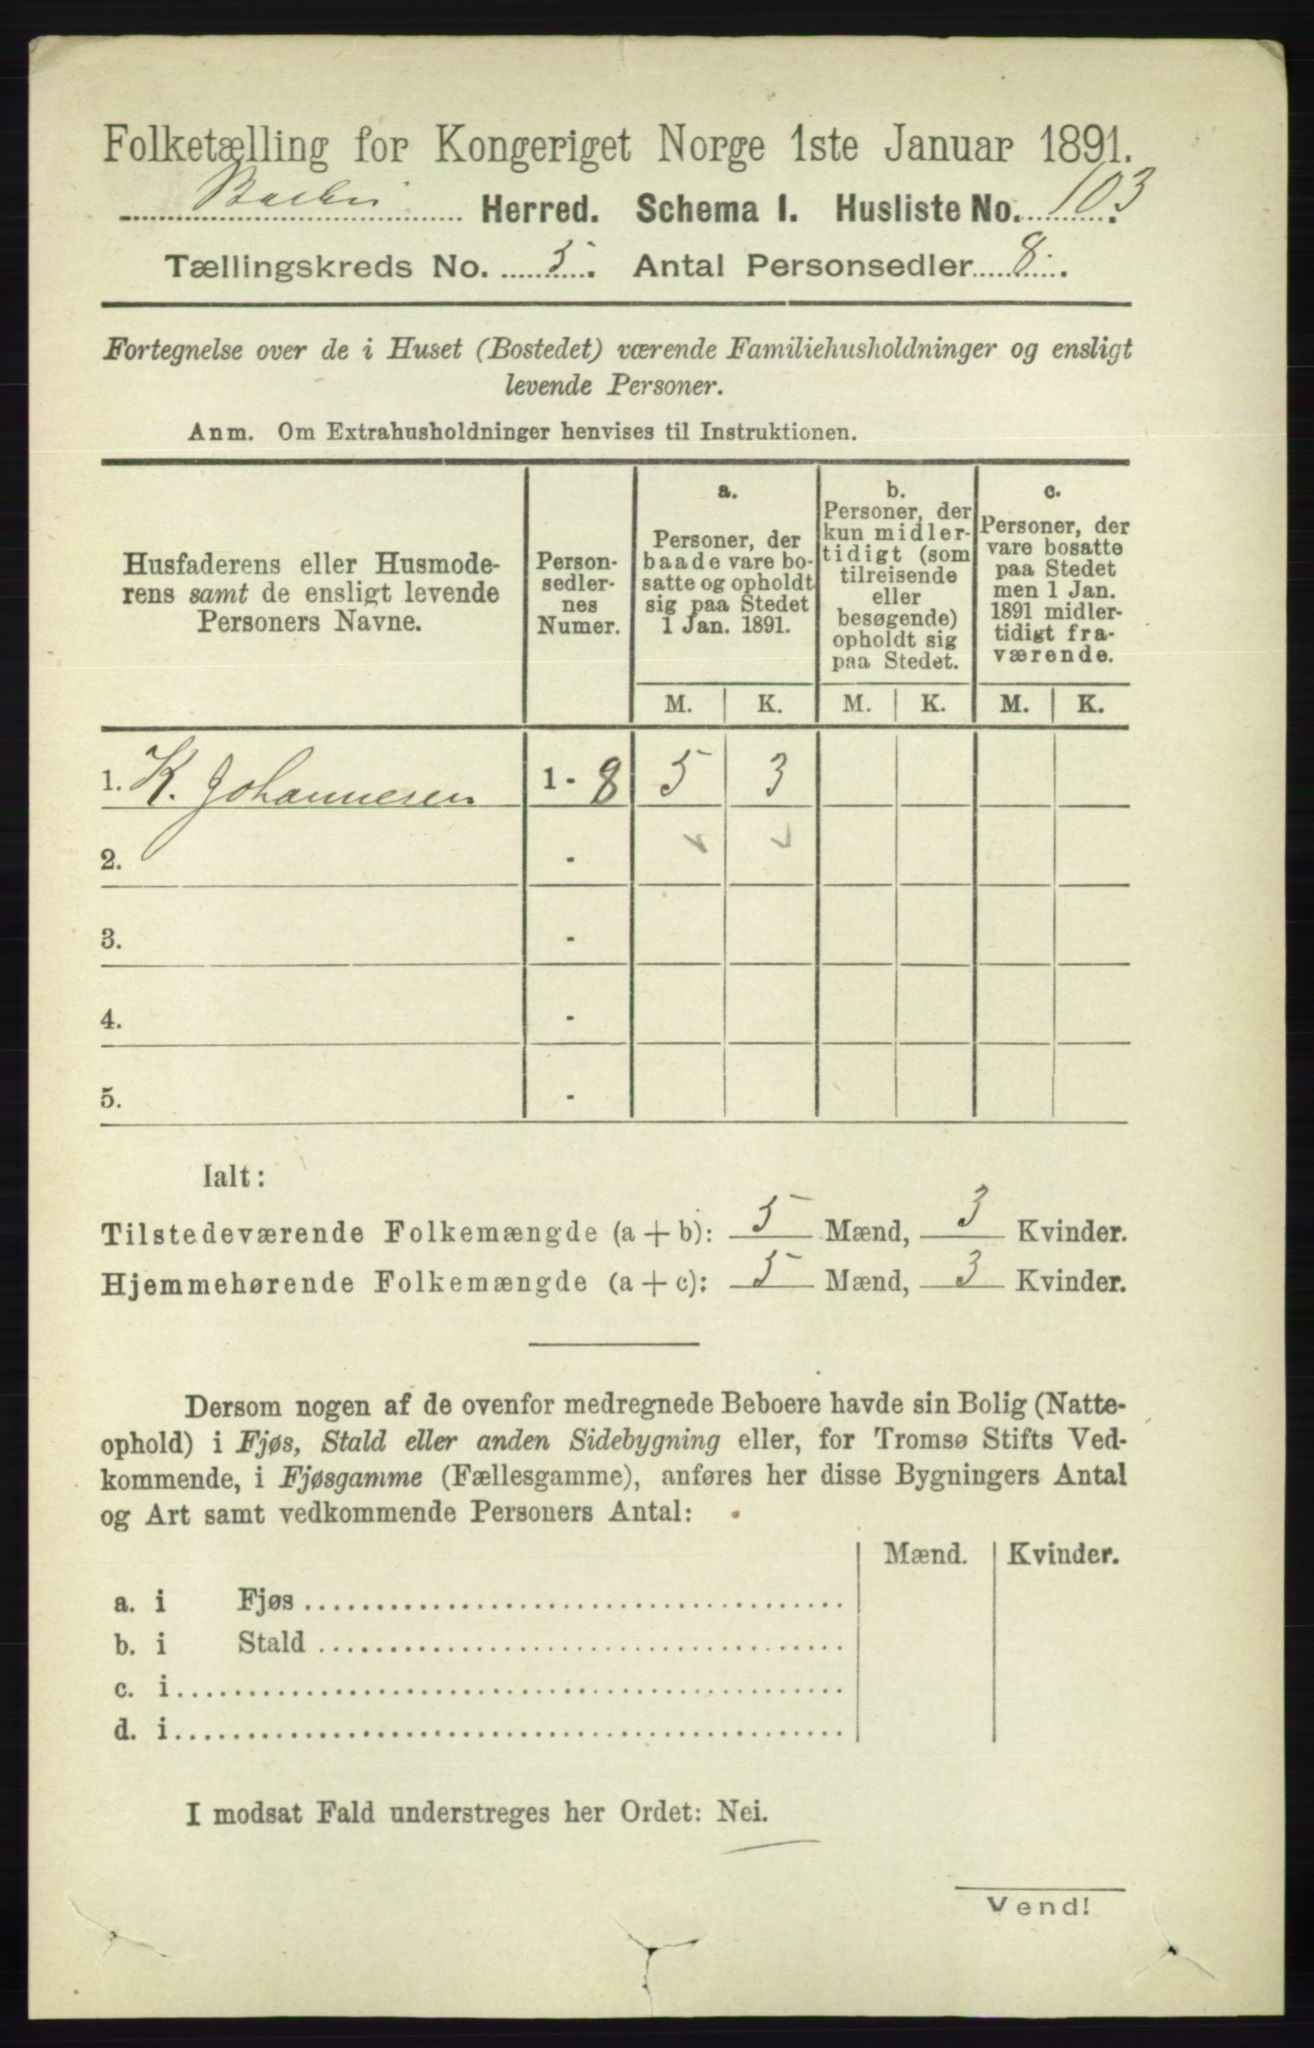 Folketælling for Kongeriget Norge 1ste Januar 1891.
Herred. Schema I. Husliste No. 103.
Tællingskreds No. 5. Antal Personsedler 8.
Fortegnelse over de i Huset (Bostedet) værende Familiehusholdninger og ensligt
levende Personer.
Anm. Om Extrahusholdninger henvises til Instruktionen.
Husfaderens eller Husmode-
rens samt de ensligt levende
Personers Navne.
Person-
sedler-
nes
Numer.
a.
Personer, der
baade vare bo-
satte og opholdt
sig paa Stedet
1 Jan. 1891.
b.
Personer, der
kun midler-
tidigt (som
tilreisende
eller
besøgende)
opholdt sig
paa Stedet.
c.
Personer, der
vare bosatte
paa Stedet
men 1 Jan.
1891 midler-
tidigt fra-
værende.
M. K. M. K. M. K.
1. K. Johannesen 1 - 8 5 3
2. -
3. -
4. -
5. -
Ialt:
Tilstedeværende Folkemængde (a + b): 5 Mænd, 3 Kvinder.
Hjemmehørende Folkemængde (a + c): 5 Mænd, 3 Kvinder.
Dersom nogen af de ovenfor medregnede Beboere havde sin Bolig (Natte-
ophold) i Fjøs, Stald eller anden Sidebygning eller, for Tromsø Stifts Ved-
kommende, i Fjøsgamme (Fællesgamme), anføres her disse Bygningers Antal
og Art samt vedkommende Personers Antal:
Mænd. Kvinder.
a. i Fjøs
b. i Stald
c. i
d. i
I modsat Fald understreges her Ordet: Nei.
Vend!